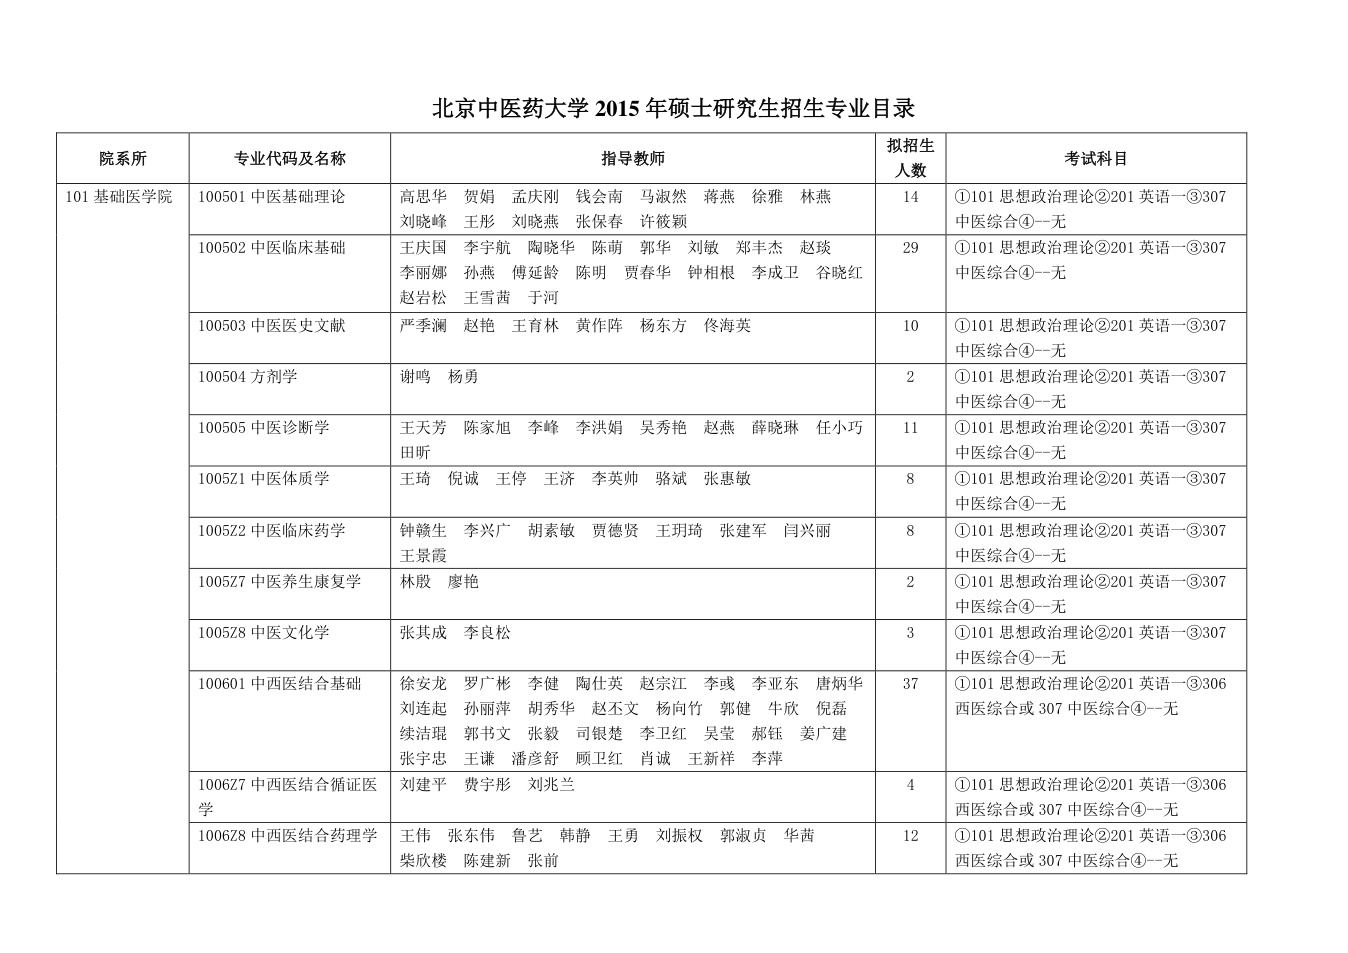 北京中医药大学 2015 年硕士研究生招生专业目录
院系所 专业代码及名称 指导教师 拟招生人数 考试科目
101 基础医学院 100501 中医基础理论 高思华 贺娟 孟庆刚 钱会南 马淑然 蒋燕 徐雅 林燕 14 ①101 思想政治理论②201 英语一③307
刘晓峰 王彤 刘晓燕 张保春 许筱颖 中医综合④--无
100502 中医临床基础 王庆国 李宇航 陶晓华 陈萌 郭华 刘敏 郑丰杰 赵琰 29 ①101 思想政治理论②201 英语一③307
李丽娜 孙燕 傅延龄 陈明 贾春华 钟相根 李成卫 谷晓红 中医综合④--无
赵岩松 王雪茜 于河
100503 中医医史文献 严季澜 赵艳 王育林 黄作阵 杨东方 佟海英 10 ①101 思想政治理论②201 英语一③307
中医综合④--无
100504 方剂学 谢鸣 杨勇 2 ①101 思想政治理论②201 英语一③307
中医综合④--无
100505 中医诊断学 王天芳 陈家旭 李峰 李洪娟 吴秀艳 赵燕 薛晓琳 任小巧 11 ①101 思想政治理论②201 英语一③307
田昕 中医综合④--无
1005Z1 中医体质学 王琦 倪诚 王停 王济 李英帅 骆斌 张惠敏 8 ①101 思想政治理论②201 英语一③307
中医综合④--无
1005Z2 中医临床药学 钟赣生 李兴广 胡素敏 贾德贤 王玥琦 张建军 闫兴丽 8 ①101 思想政治理论②201 英语一③307
王景霞 中医综合④--无
1005Z7 中医养生康复学 林殷 廖艳 2 ①101 思想政治理论②201 英语一③307
中医综合④--无
1005Z8 中医文化学 张其成 李良松 3 ①101 思想政治理论②201 英语一③307
中医综合④--无
100601 中西医结合基础 徐安龙 罗广彬 李健 陶仕英 赵宗江 李彧 李亚东 唐炳华 37 ①101 思想政治理论②201 英语一③306
刘连起 孙丽萍 胡秀华 赵丕文 杨向竹 郭健 牛欣 倪磊 西医综合或 307 中医综合④--无
续洁琨 郭书文 张毅 司银楚 李卫红 吴莹 郝钰 姜广建
张宇忠 王谦 潘彦舒 顾卫红 肖诚 王新祥 李萍
1006Z7 中西医结合循证医 刘建平 费宇彤 刘兆兰 4 ①101 思想政治理论②201 英语一③306
学 西医综合或 307 中医综合④--无
1006Z8 中西医结合药理学 王伟 张东伟 鲁艺 韩静 王勇 刘振权 郭淑贞 华茜 12 ①101 思想政治理论②201 英语一③306
柴欣楼 陈建新 张前 西医综合或 307 中医综合④--无